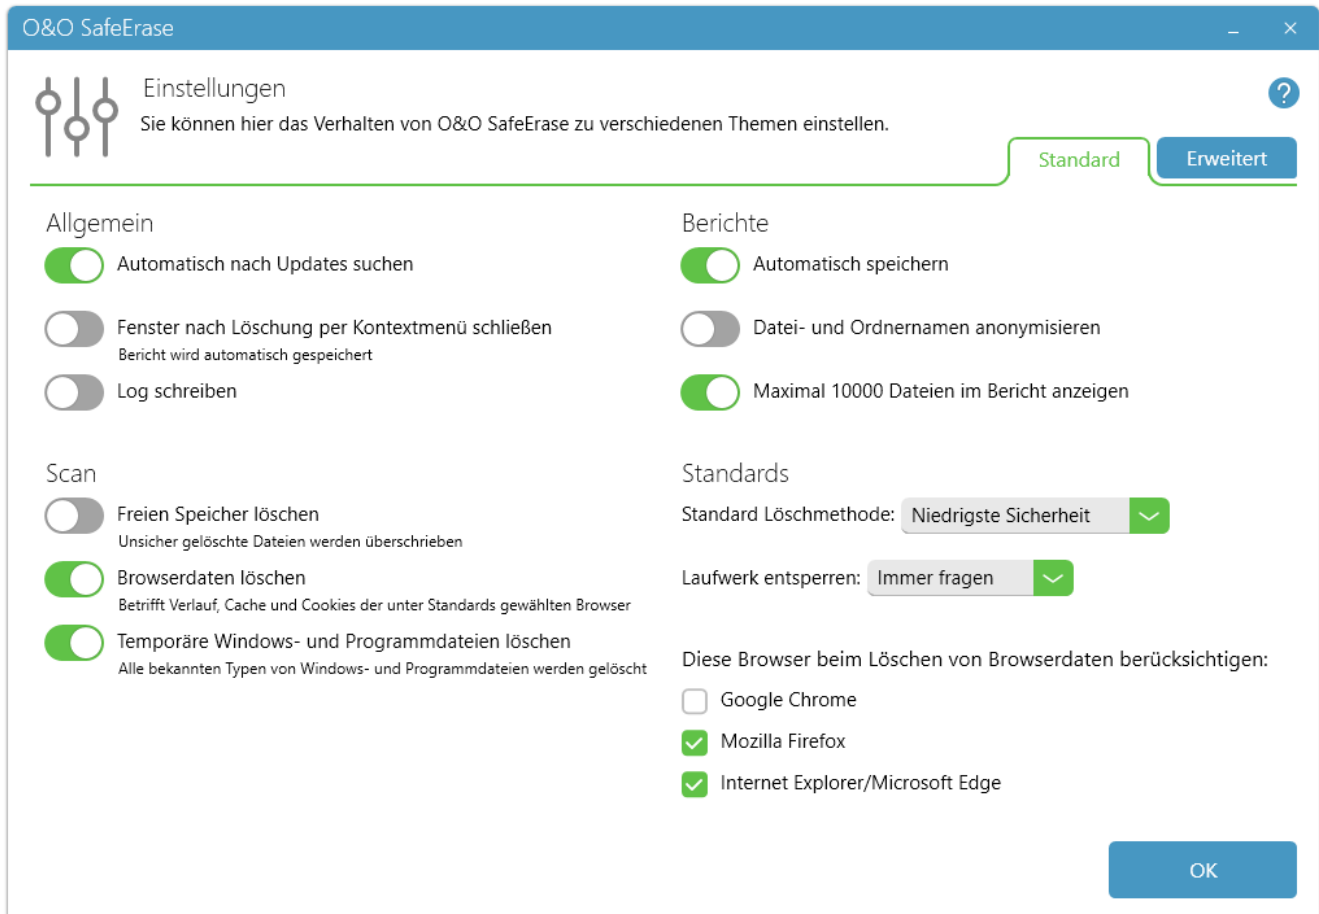 O&O SafeErase
Einstellungen
Sie können hier das Verhalten von O&O SafeErase zu verschiedenen Themen einstellen.
?
Standard
Erweitert
Allgemein
Automatisch nach Updates suchen
Fenster nach Löschung per Kontextmenü schließen
Bericht wird automatisch gespeichert
Log schreiben
Berichte
Automatisch speichern
Datei- und Ordnernamen anonymisieren
Maximal 10000 Dateien im Bericht anzeigen
Scan
Freien Speicher löschen
Unsicher gelöschte Dateien werden überschrieben
Browserdaten löschen
Betrifft Verlauf, Cache und Cookies der unter Standards gewählten Browser
Temporäre Windows- und Programmdateien löschen
Alle bekannten Typen von Windows- und Programmdateien werden gelöscht
Standards
Standard Löschmethode: Niedrigste Sicherheit
Laufwerk entsperren: Immer fragen
Diese Browser beim Löschen von Browserdaten berücksichtigen:
Google Chrome
Mozilla Firefox
Internet Explorer/Microsoft Edge
OK